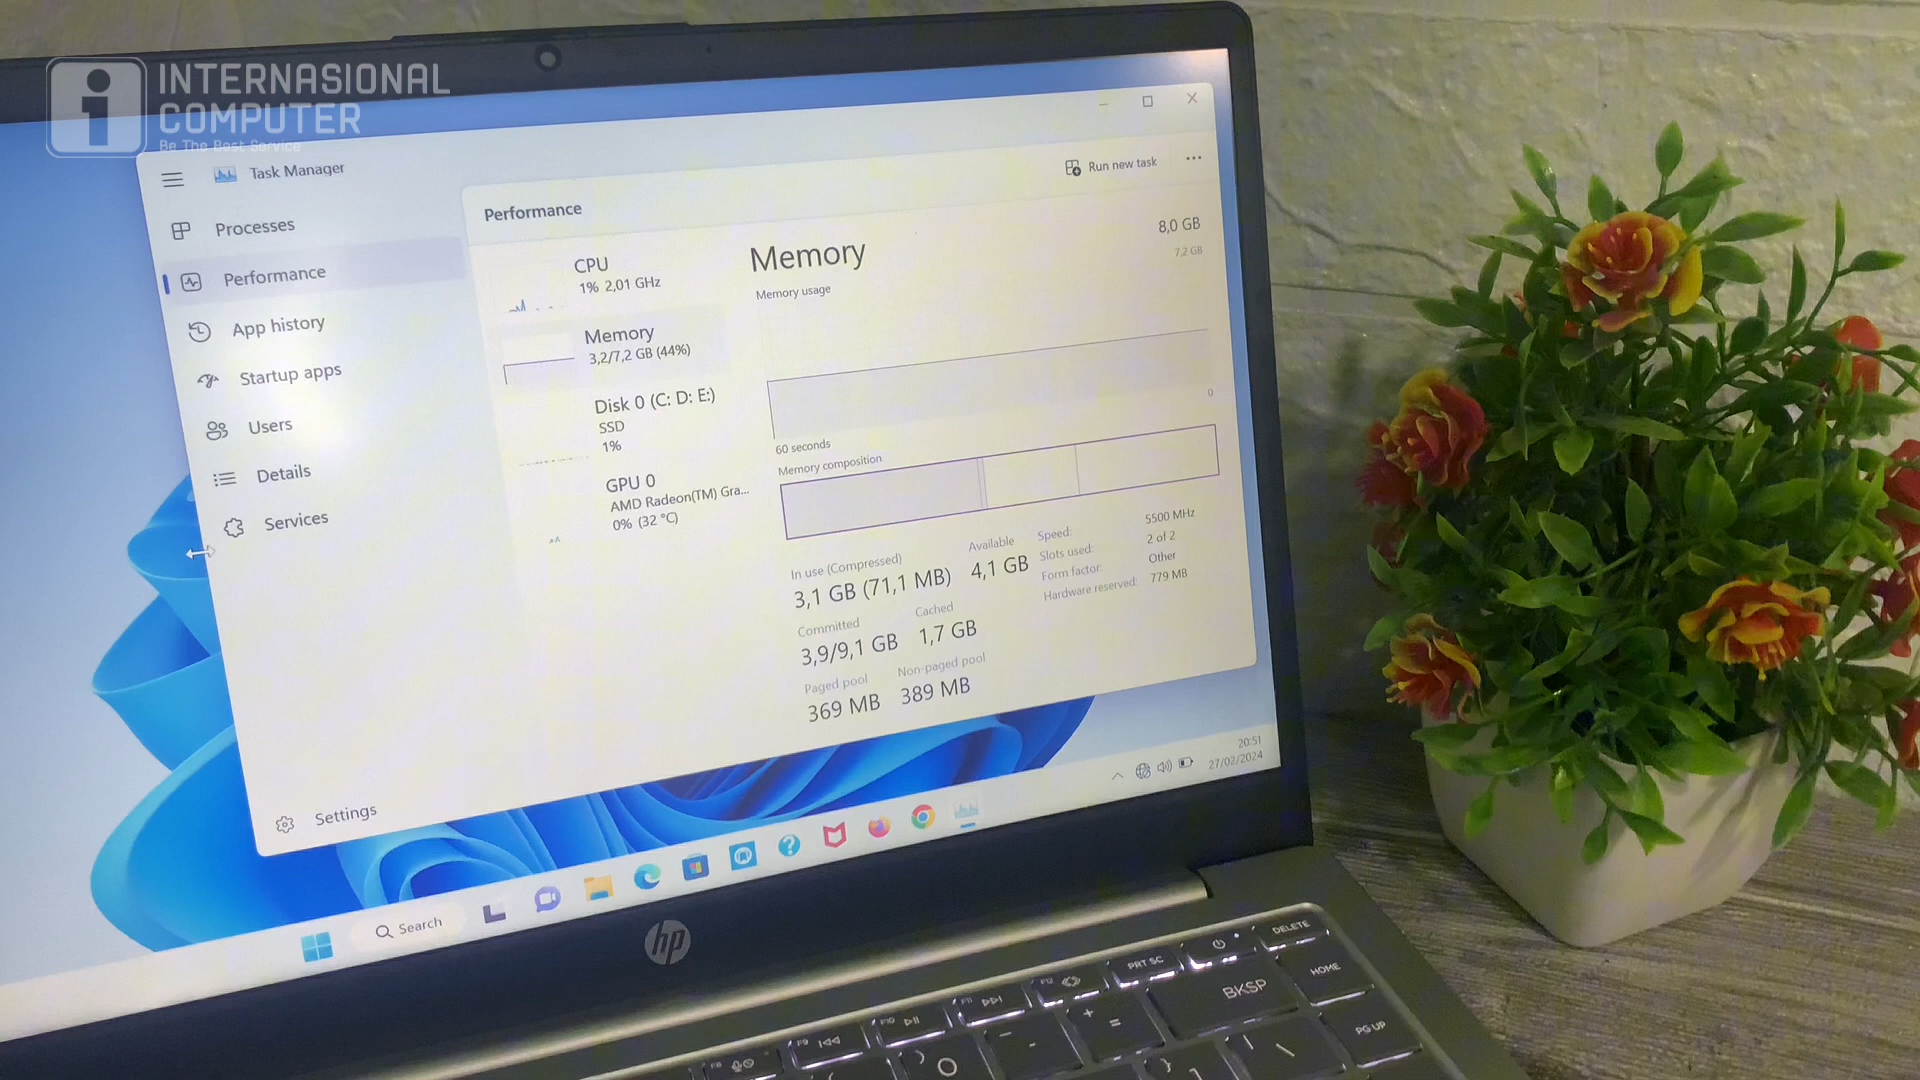 INTERNASIONAL
COMPUTER
Be The Best Service
Task Manager
Run new task
Processes
Performance
App history
Startup apps
Users
Details
Services
Settings
Performance
CPU
1% 2,01 GHz
Memory
3,2/7,2 GB (44%)
Disk 0 (C: D: E:)
SSD
1%
GPU 0
AMD Radeon(TM) Gra...
0% (32 °C)
Memory
8,0 GB
Memory usage
7,2 GB
60 seconds
0
Memory composition
In use (Compressed)
3,1 GB (71,1 MB)
Available
4,1 GB
Committed
3,9/9,1 GB
Cached
1,7 GB
Paged pool
369 MB
Non-paged pool
389 MB
Speed: 5500 MHz
Slots used: 2 of 2
Form factor: Other
Hardware reserved: 779 MB
Search
20:51
27/02/2024
hp
PRT SC
DELETE
F9
F10
F11
F12
BKSP
HOME
PG UP